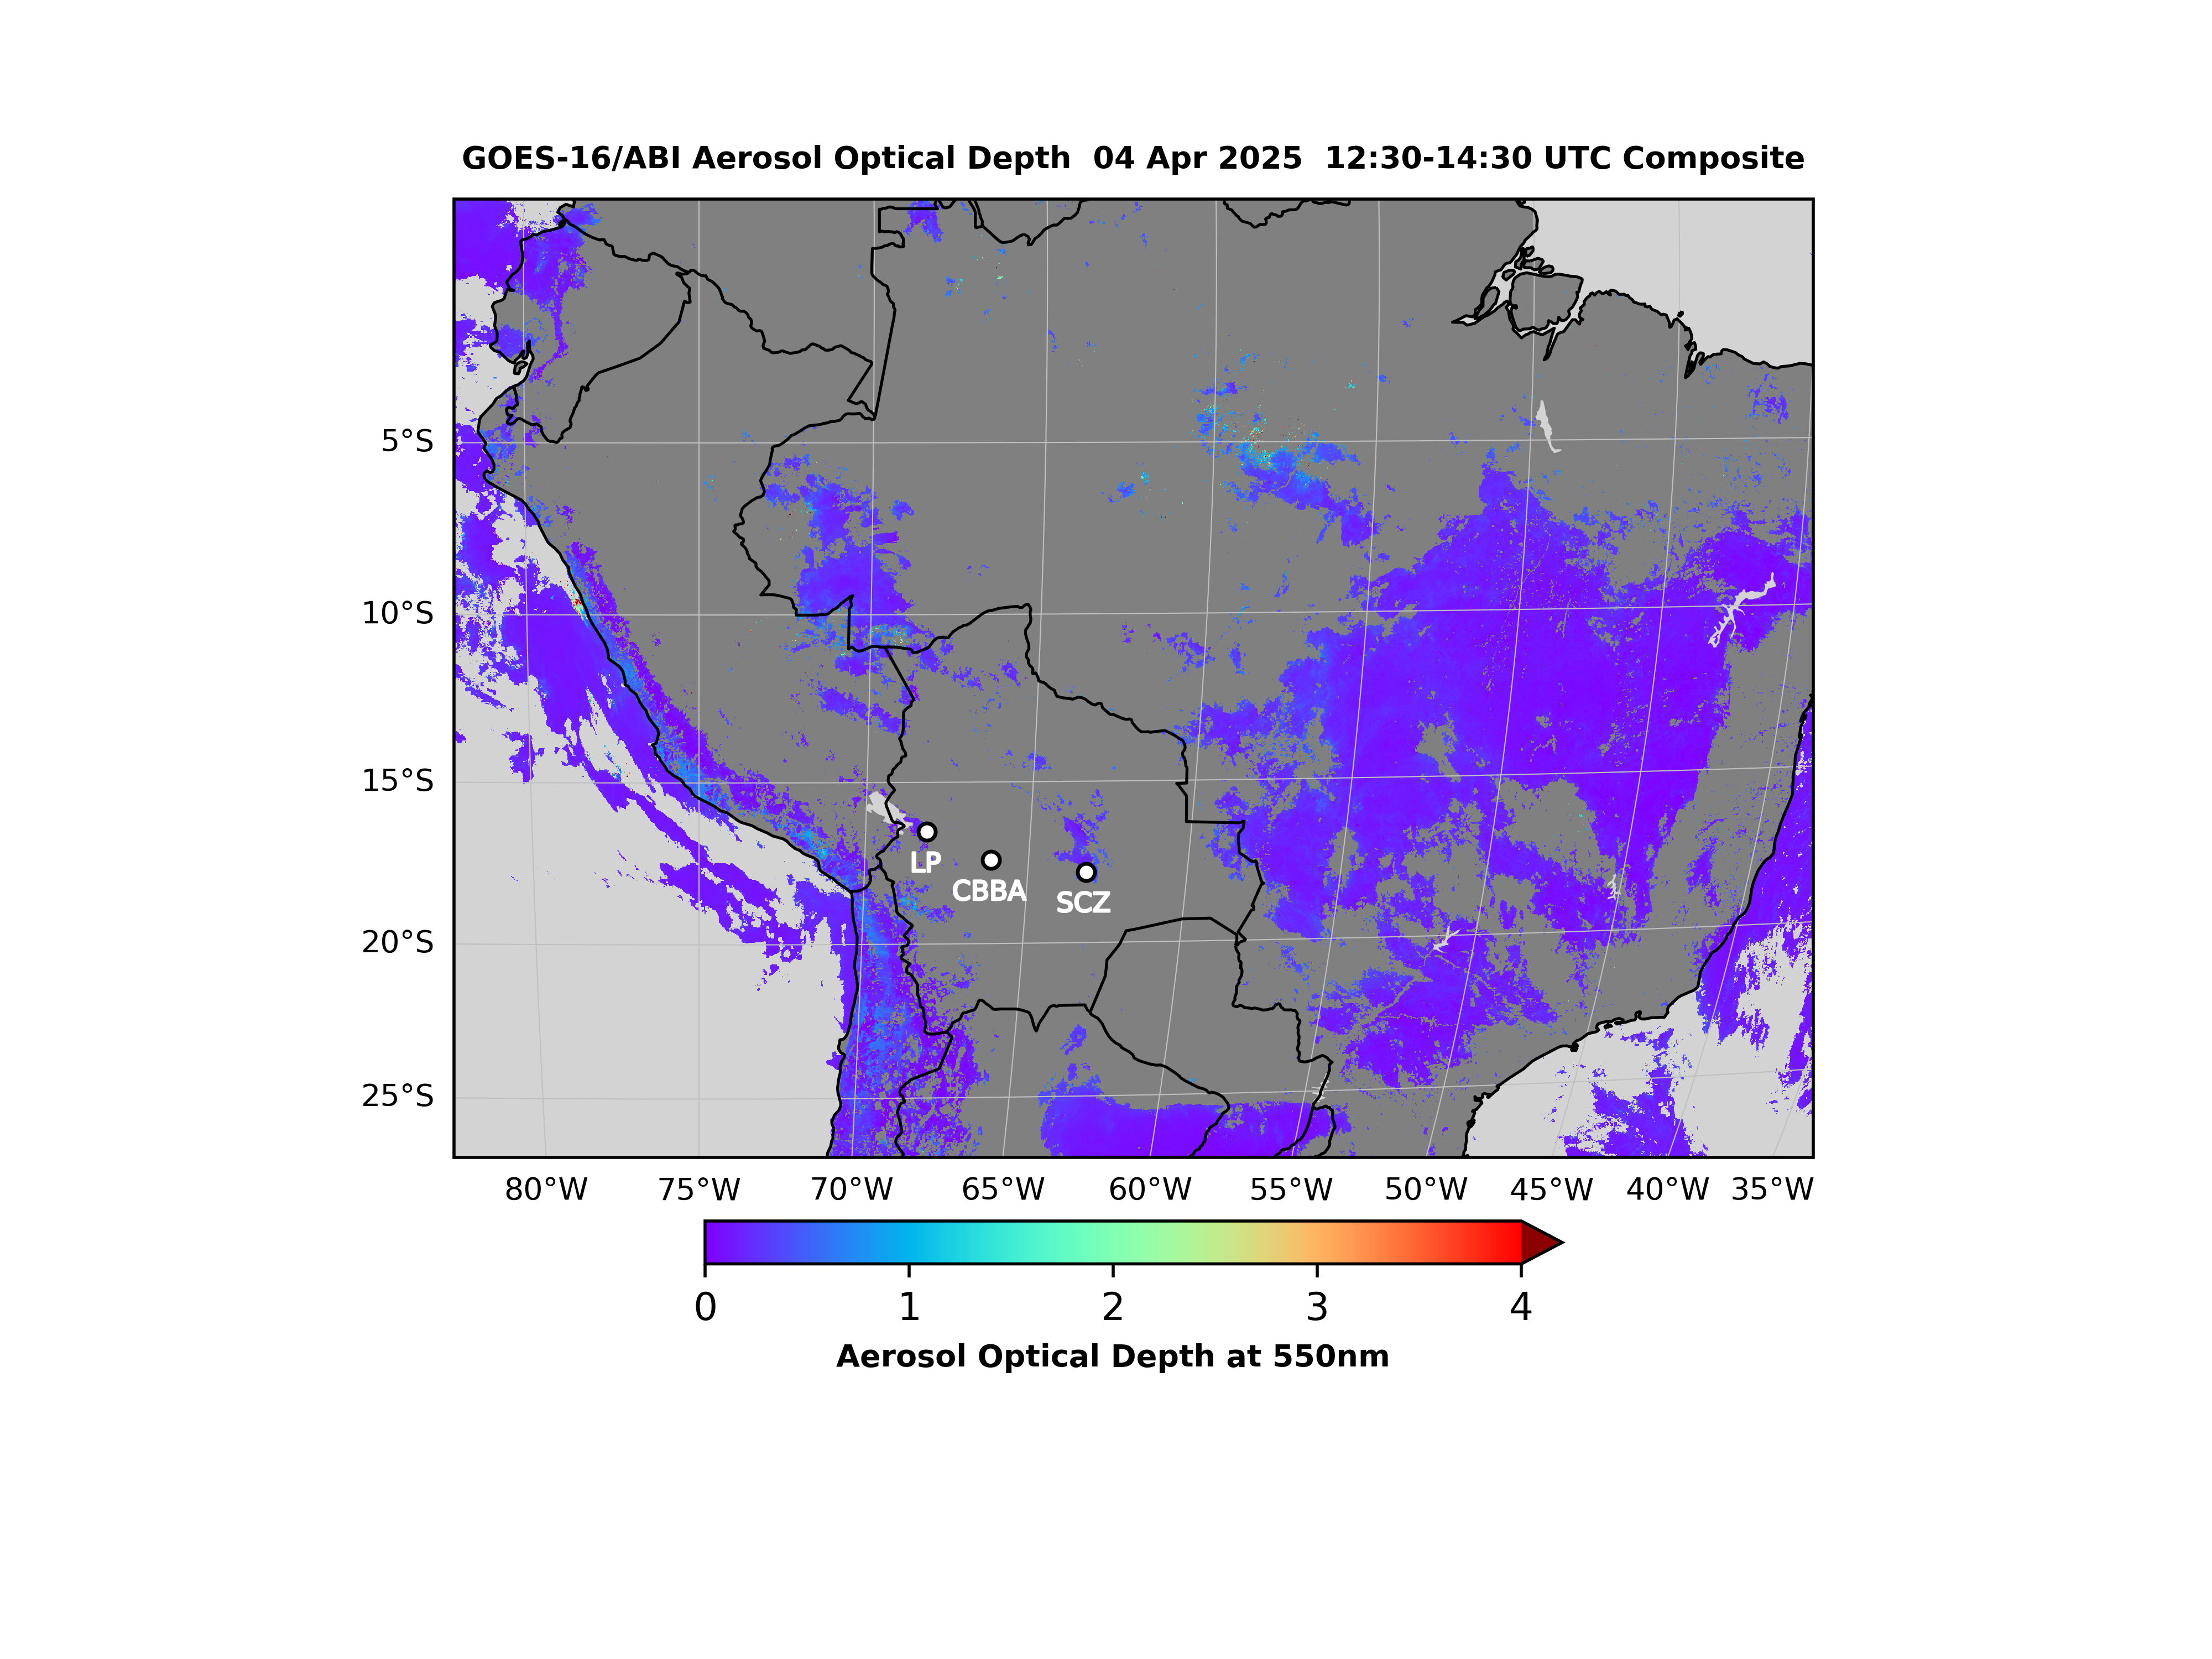 GOES-16/ABI Aerosol Optical Depth  04 Apr 2025  12:30-14:30 UTC Composite
5°S
10°S
15°S
LP
CBBA
SCZ
20°S
25°S
80°W 75°W 70°W 65°W 60°W 55°W 50°W 45°W 40°W 35°W
0 1 2 3 4
Aerosol Optical Depth at 550nm